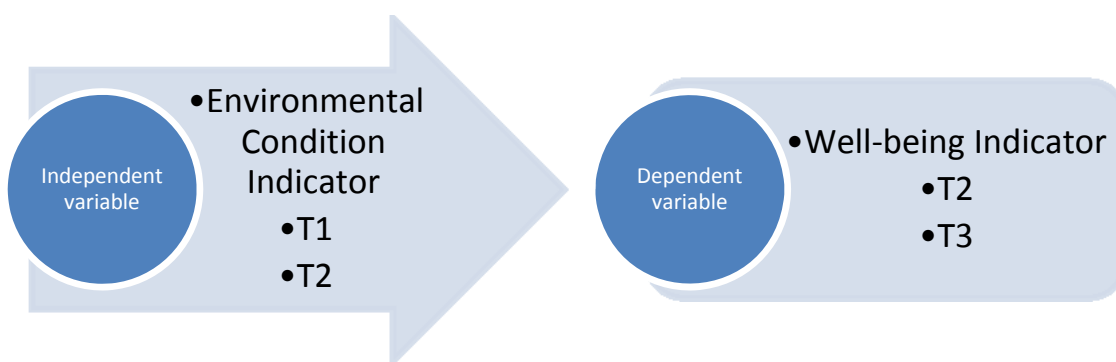 Independent
variable
•Environmental
Condition
Indicator
•T1
•T2
Dependent
variable
•Well-being Indicator
•T2
•T3